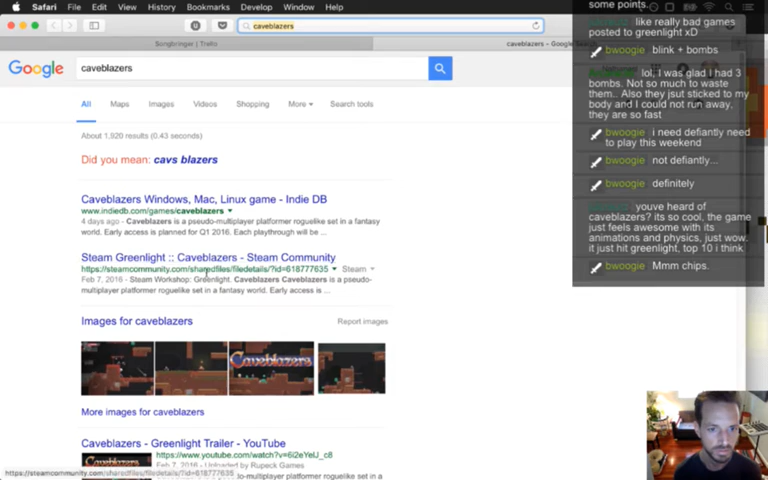 Safari File Edit View History Bookmarks Develop Window Help
caveblazers
Songbringer | Trello
caveblazers - Google Sea
Google
caveblazers
All Maps Images Videos Shopping More Search tools
About 1,920 results (0.43 seconds)
Did you mean: cavs blazers
Caveblazers Windows, Mac, Linux game - Indie DB
www.indiedb.com/games/caveblazers
4 days ago - Caveblazers is a pseudo-multiplayer platformer roguelike set in a fantasy
world. Early access is planned for Q1 2016. Each playthrough will be ...
Steam Greenlight :: Caveblazers - Steam Community
https://steamcommunity.com/sharedfiles/filedetails/?id=618777635 Steam
Feb 7, 2016 - Steam Workshop: Greenlight. Caveblazers Caveblazers is a pseudo-
multiplayer platformer roguelike set in a fantasy world. Early access is ...
Images for caveblazers
Report images
Caveblazers
More images for caveblazers
Caveblazers - Greenlight Trailer - YouTube
https://www.youtube.com/watch?v=6i2eYeIJ_c8
Feb 7, 2016 - Uploaded by Rupeck Games
Caveblazers is a pseudo-multiplayer platformer roguelike set in a
https://steamcommunity.com/sharedfiles/filedetails/?id=618777635
some points.
like really bad games
posted to greenlight xD
bwoogie blink + bombs
lol, I was glad I had 3
bombs. Not so much to waste
them.. Also they jsut sticked to my
body and I could not run away.
they are so fast
bwoogie i need defiantly need
to play this weekend
bwoogie not defiantly...
bwoogie definitely
youve heard of
caveblazers? its so cool, the game
just feels awesome with its
animations and physics, just wow.
it just hit greenlight, top 10 i think
bwoogie Mmm chips.